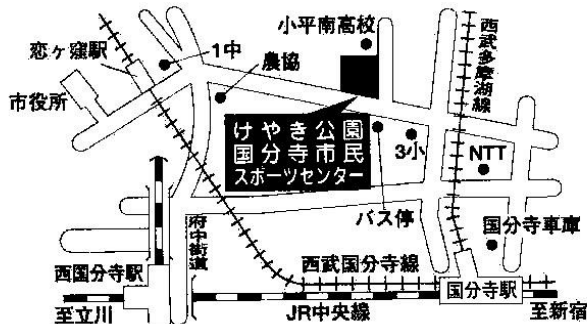 小平南高校
西武多摩湖線
恋ヶ窪駅
1中
農協
市役所
けやき公園
国分寺市民
スポーツセンター
3小
NTT
バス停
国分寺車庫
府中街道
西国分寺駅
西武国分寺線
国分寺駅
至立川
JR中央線
至新宿